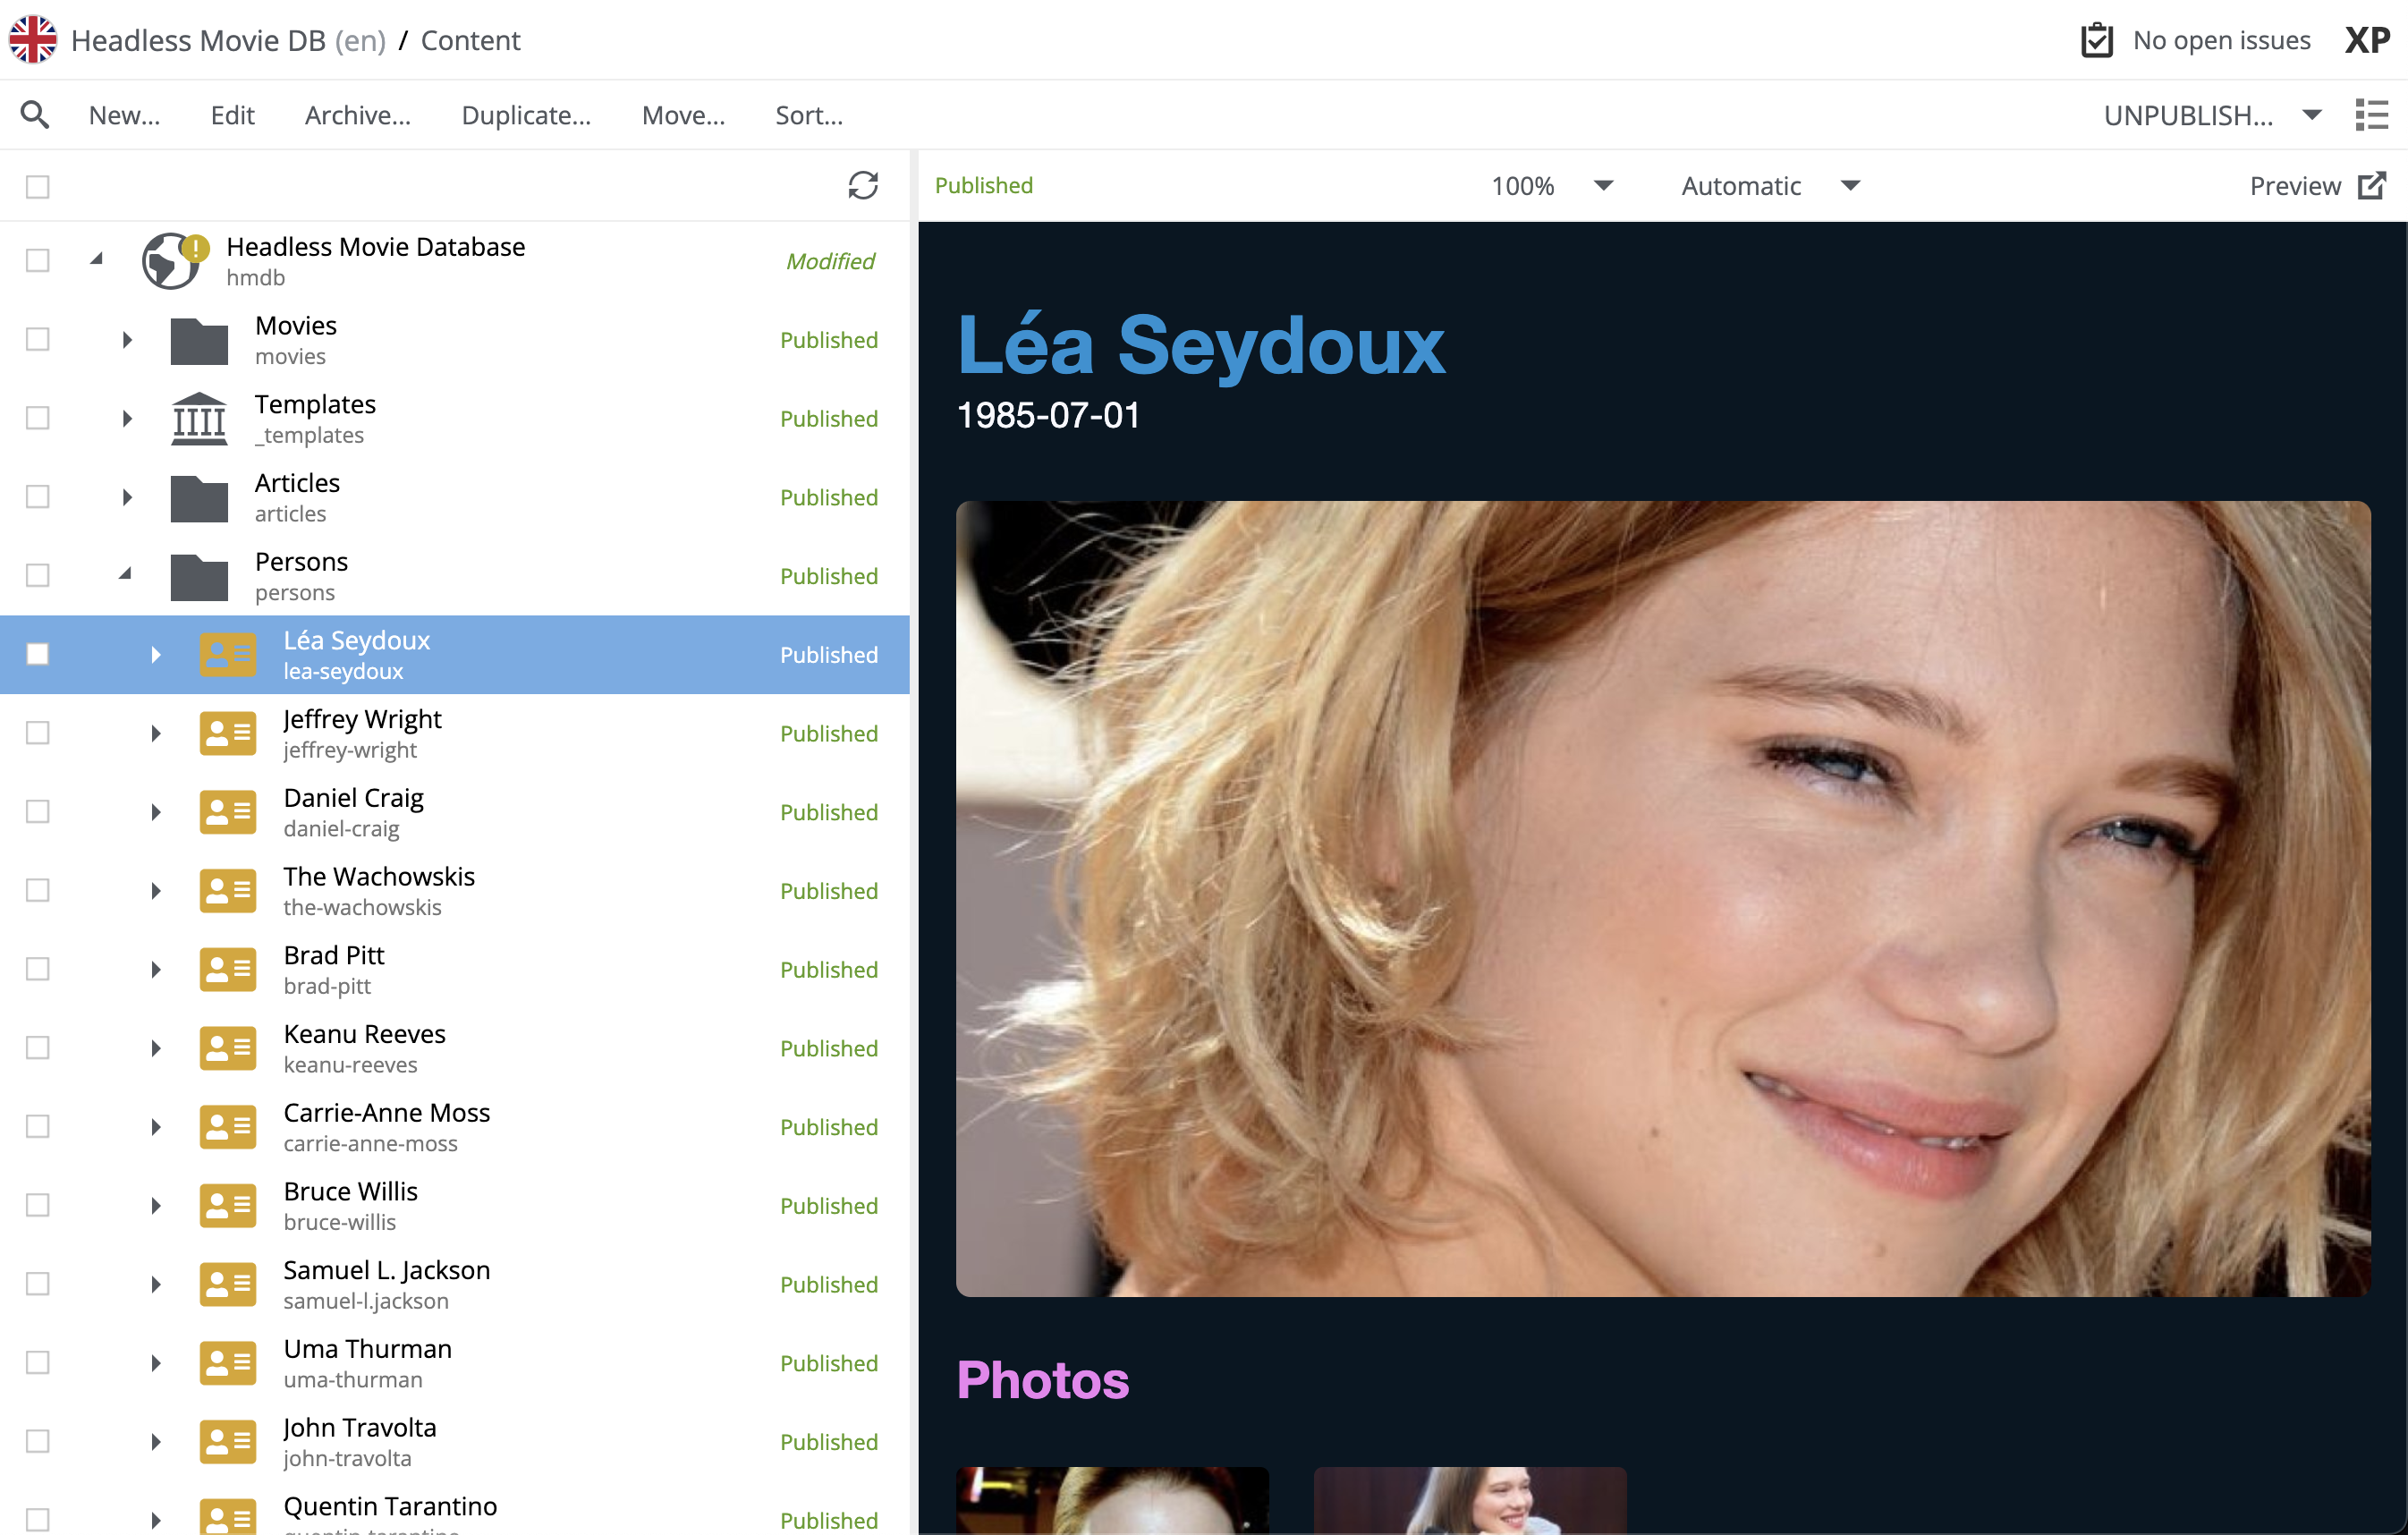 Headless Movie DB (en) / Content
No open issues
XP
New...
Edit
Archive...
Duplicate...
Move...
Sort...
UNPUBLISH...
Published
100%
Automatic
Preview
Headless Movie Database
hmdb
Modified
Movies
movies
Published
Templates
_templates
Published
Articles
articles
Published
Persons
persons
Published
Léa Seydoux
lea-seydoux
Published
Jeffrey Wright
jeffrey-wright
Published
Daniel Craig
daniel-craig
Published
The Wachowskis
the-wachowskis
Published
Brad Pitt
brad-pitt
Published
Keanu Reeves
keanu-reeves
Published
Carrie-Anne Moss
carrie-anne-moss
Published
Bruce Willis
bruce-willis
Published
Samuel L. Jackson
samuel-l.jackson
Published
Uma Thurman
uma-thurman
Published
John Travolta
john-travolta
Published
Quentin Tarantino
Published
Léa Seydoux
1985-07-01
Photos